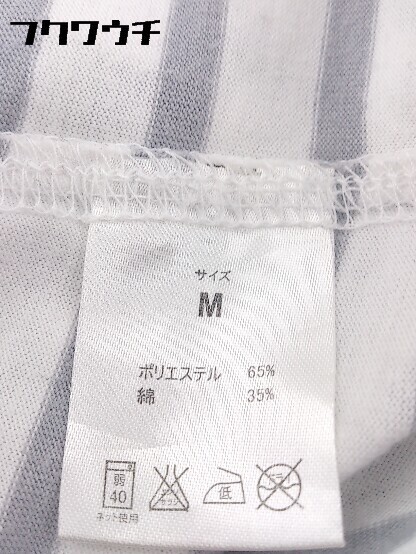 フクワウチ
サイズ
M
ポリエステル 65%
綿 35%
弱
40
低
ネット使用